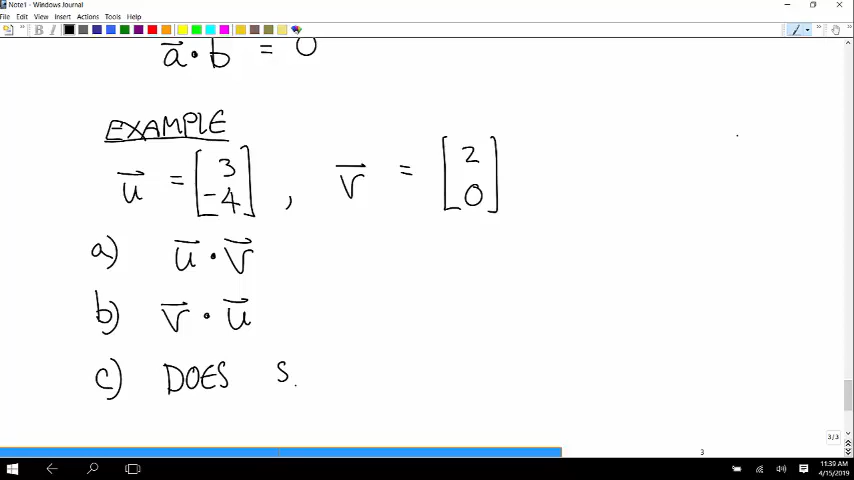 Note1 - Windows Journal
File Edit View Insert Actions Tools Help
B I
a⃗ • b⃗ = 0
EXAMPLE
u⃗ = [3 -4] , v⃗ = [2 0]
a) u⃗ • v⃗
b) v⃗ • u⃗
c) DOES S
3/3
3
11:39 AM
4/15/2019